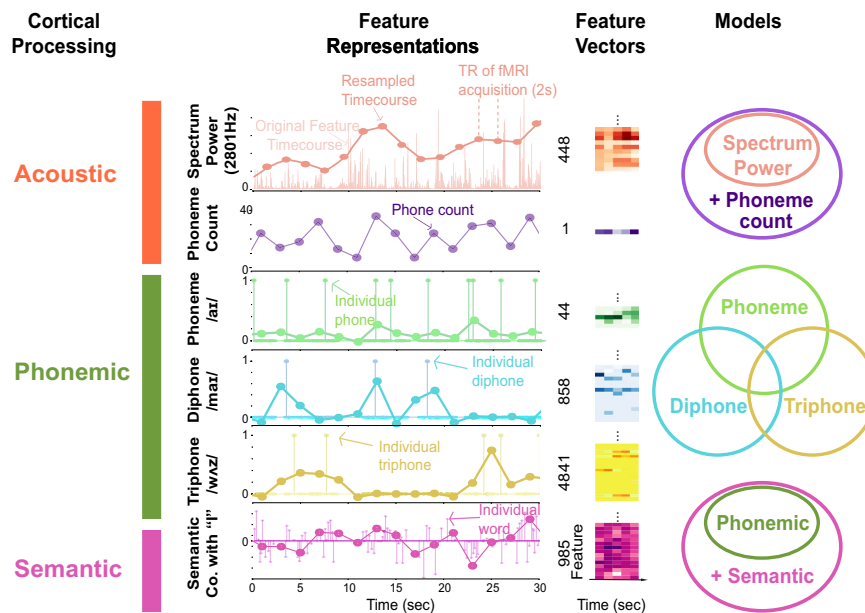 Cortical
Processing
Feature
Representations
Feature
Vectors
Models
Acoustic
Phonemic
Semantic
Spectrum
Power
(2801Hz)
0
Resampled
Timecourse
TR of fMRI
acquisition (2s)
Original Feature
Timecourse
448
Spectrum
Power
+ Phoneme
count
Phoneme
Count
40
0
Phone count
1
Phoneme
/aɪ/
1
0
Individual
phone
44
Diphone
/maɪ/
1
0
Individual
diphone
858
Triphone
/wʌz/
1
0
Individual
triphone
4841
Phoneme
Diphone
Triphone
Semantic
Co. with "I"
0
Individual
word
985
Feature
Phonemic
+ Semantic
0 5 10 15 20 25 30
Time (sec)
Time (sec)